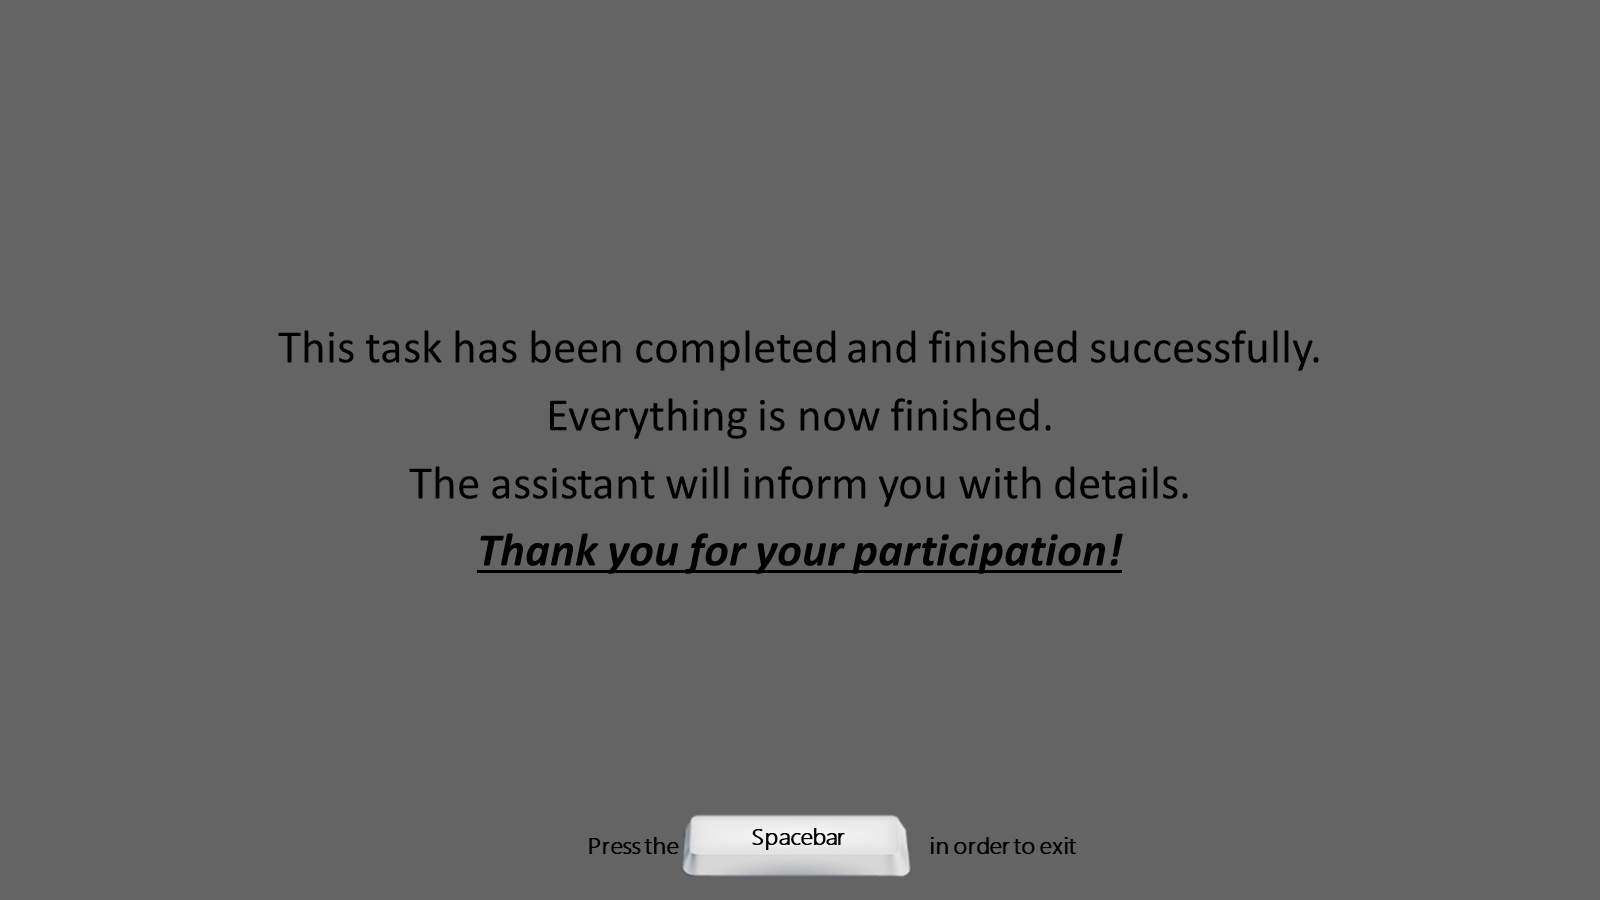 This task has been completed and finished successfully.
Everything is now finished.
The assistant will inform you with details.
Thank you for your participation!
Press the Spacebar in order to exit